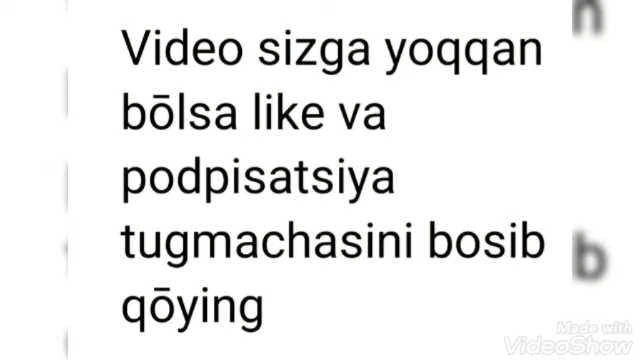 Video sizga yoqqan
bōlsa like va
podpisatsiya
tugmachasini bosib
qōying
Made with
VideoShow